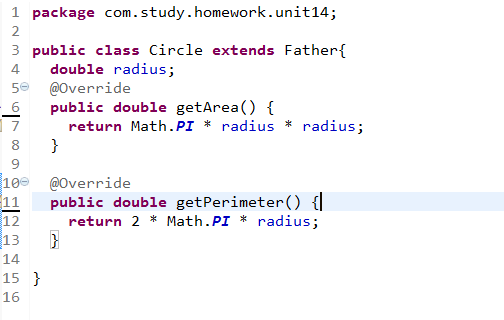 1 package com.study.homework.unit14;
2
3 public class Circle extends Father{
4   double radius;
5   @Override
6   public double getArea() {
7     return Math.PI * radius * radius;
8   }
9
10   @Override
11   public double getPerimeter() {
12     return 2 * Math.PI * radius;
13   }
14
15 }
16